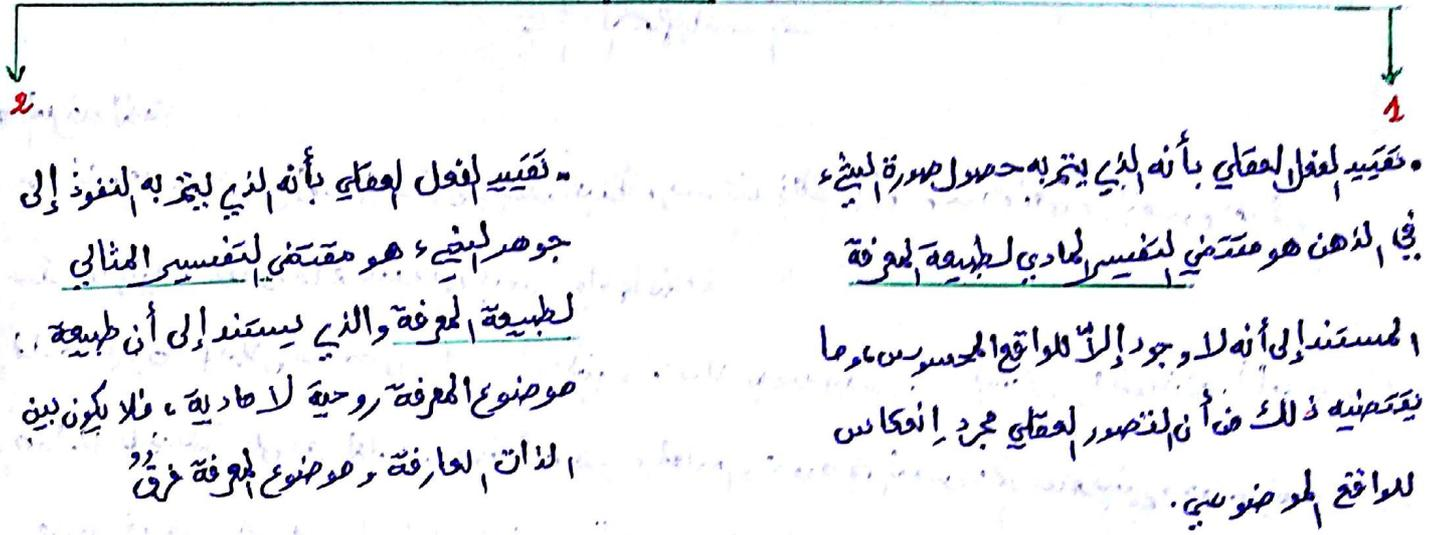 1
• تَقْيَيد الفعل العقلي بأنه الذي يتم به حصول صورة الشيء
في الذهن هو مقتضى التفسير المادي لطبيعة المعرفة
المستند إلى أنه لا وجود إلاّ للواقع المحسوس، وما
يقتضيه ذلك من أن التصور العقلي مجرد إنعكاس
للواقع الموضوعي.
2
- تَقْيَيد الفعل العقلي بأنه الذي يتم به النفوذ إلى
جوهر الشيء هو مقتضى التفسير المثالي
لطبيعة المعرفة والذي يستند إلى أن طبيعة
موضوع المعرفة روحية لا مادية، فلا يكون بين
الذات العارفة وموضوع المعرفة فرقٌ